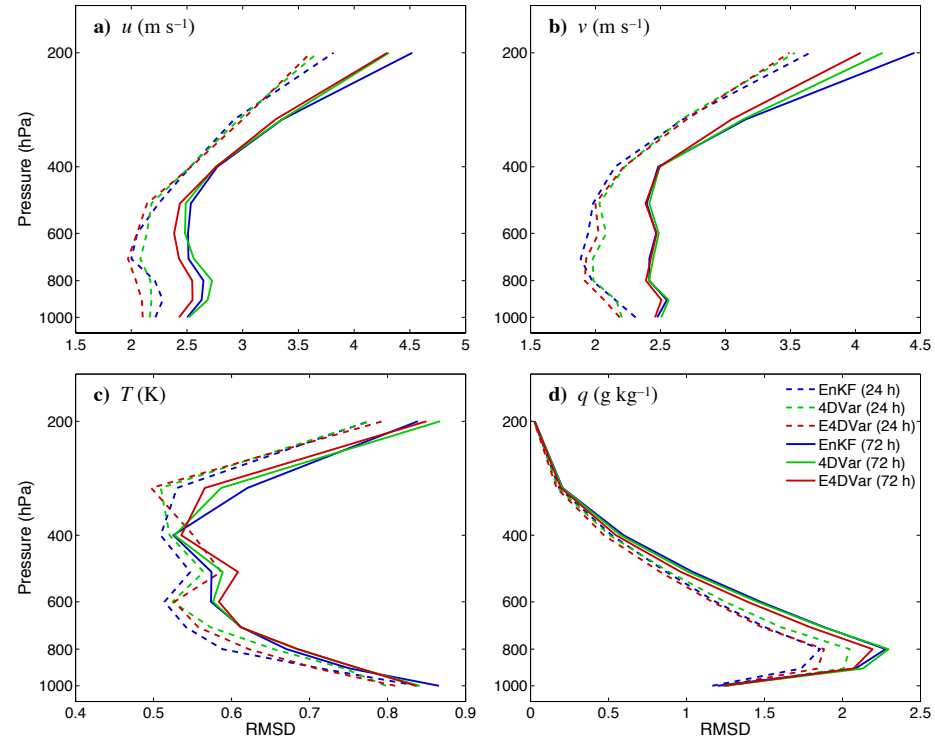 a) u (m s⁻¹)
b) v (m s⁻¹)
Pressure (hPa)
200
400
600
800
1000
200
400
600
800
1000
1.5 2 2.5 3 3.5 4 4.5 5
1.5 2 2.5 3 3.5 4 4.5
c) T (K)
d) q (g kg⁻¹)
EnKF (24 h)
4DVar (24 h)
E4DVar (24 h)
EnKF (72 h)
4DVar (72 h)
E4DVar (72 h)
Pressure (hPa)
200
400
600
800
1000
200
400
600
800
1000
0.4 0.5 0.6 0.7 0.8 0.9
0 0.5 1 1.5 2 2.5
RMSD
RMSD